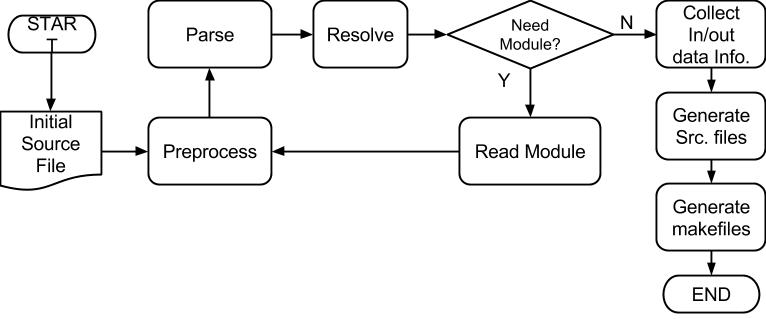 STAR
T
Initial
Source
File
Preprocess
Parse
Resolve
Need
Module?
Y
N
Read Module
Collect
In/out
data Info.
Generate
Src. files
Generate
makefiles
END